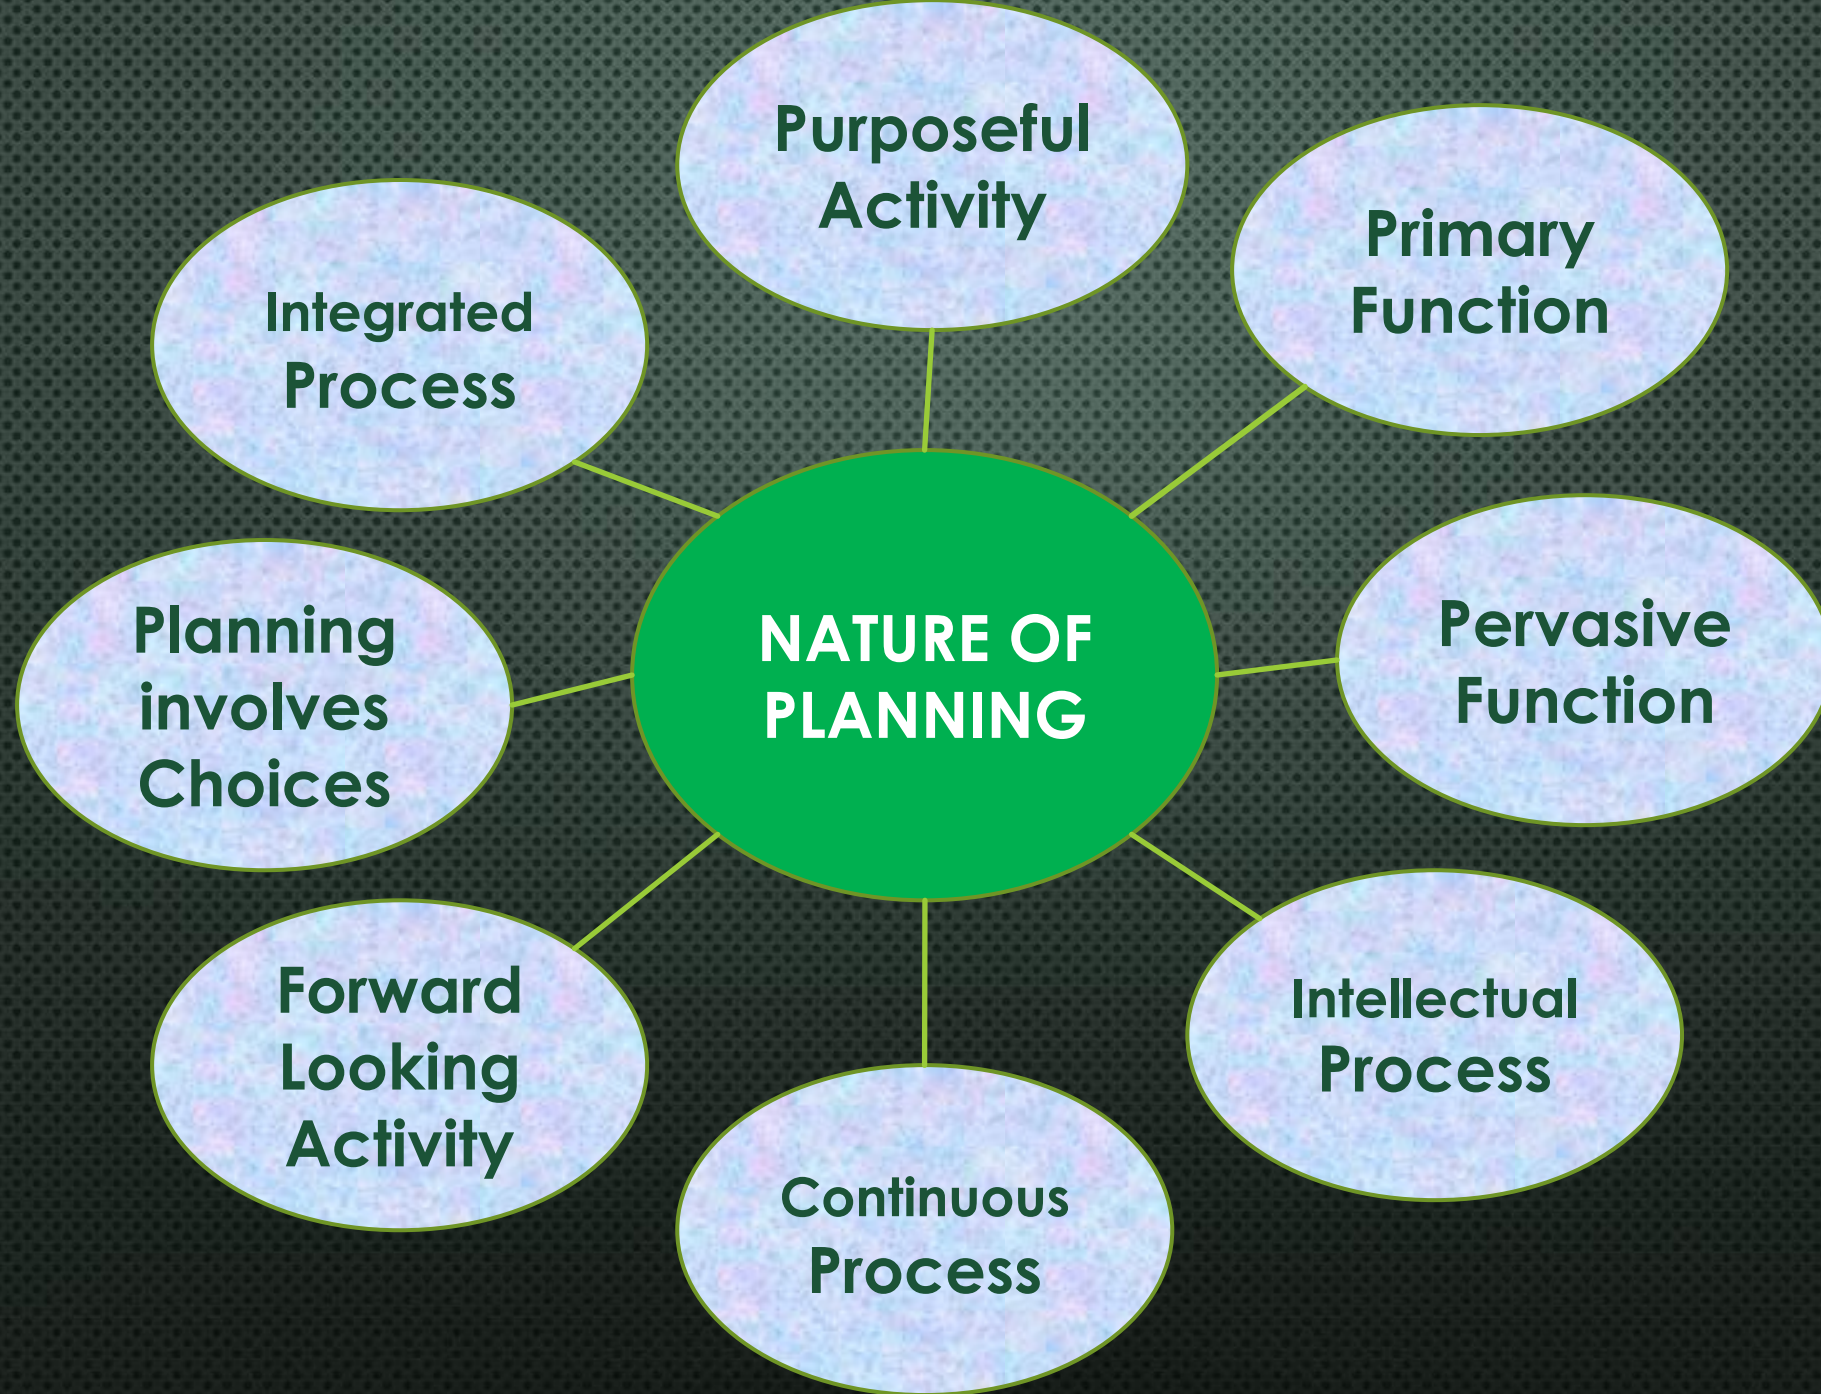 Purposeful
Activity
Primary
Function
Integrated
Process
Pervasive
Function
Planning
involves
Choices
NATURE OF
PLANNING
Intellectual
Process
Forward
Looking
Activity
Continuous
Process